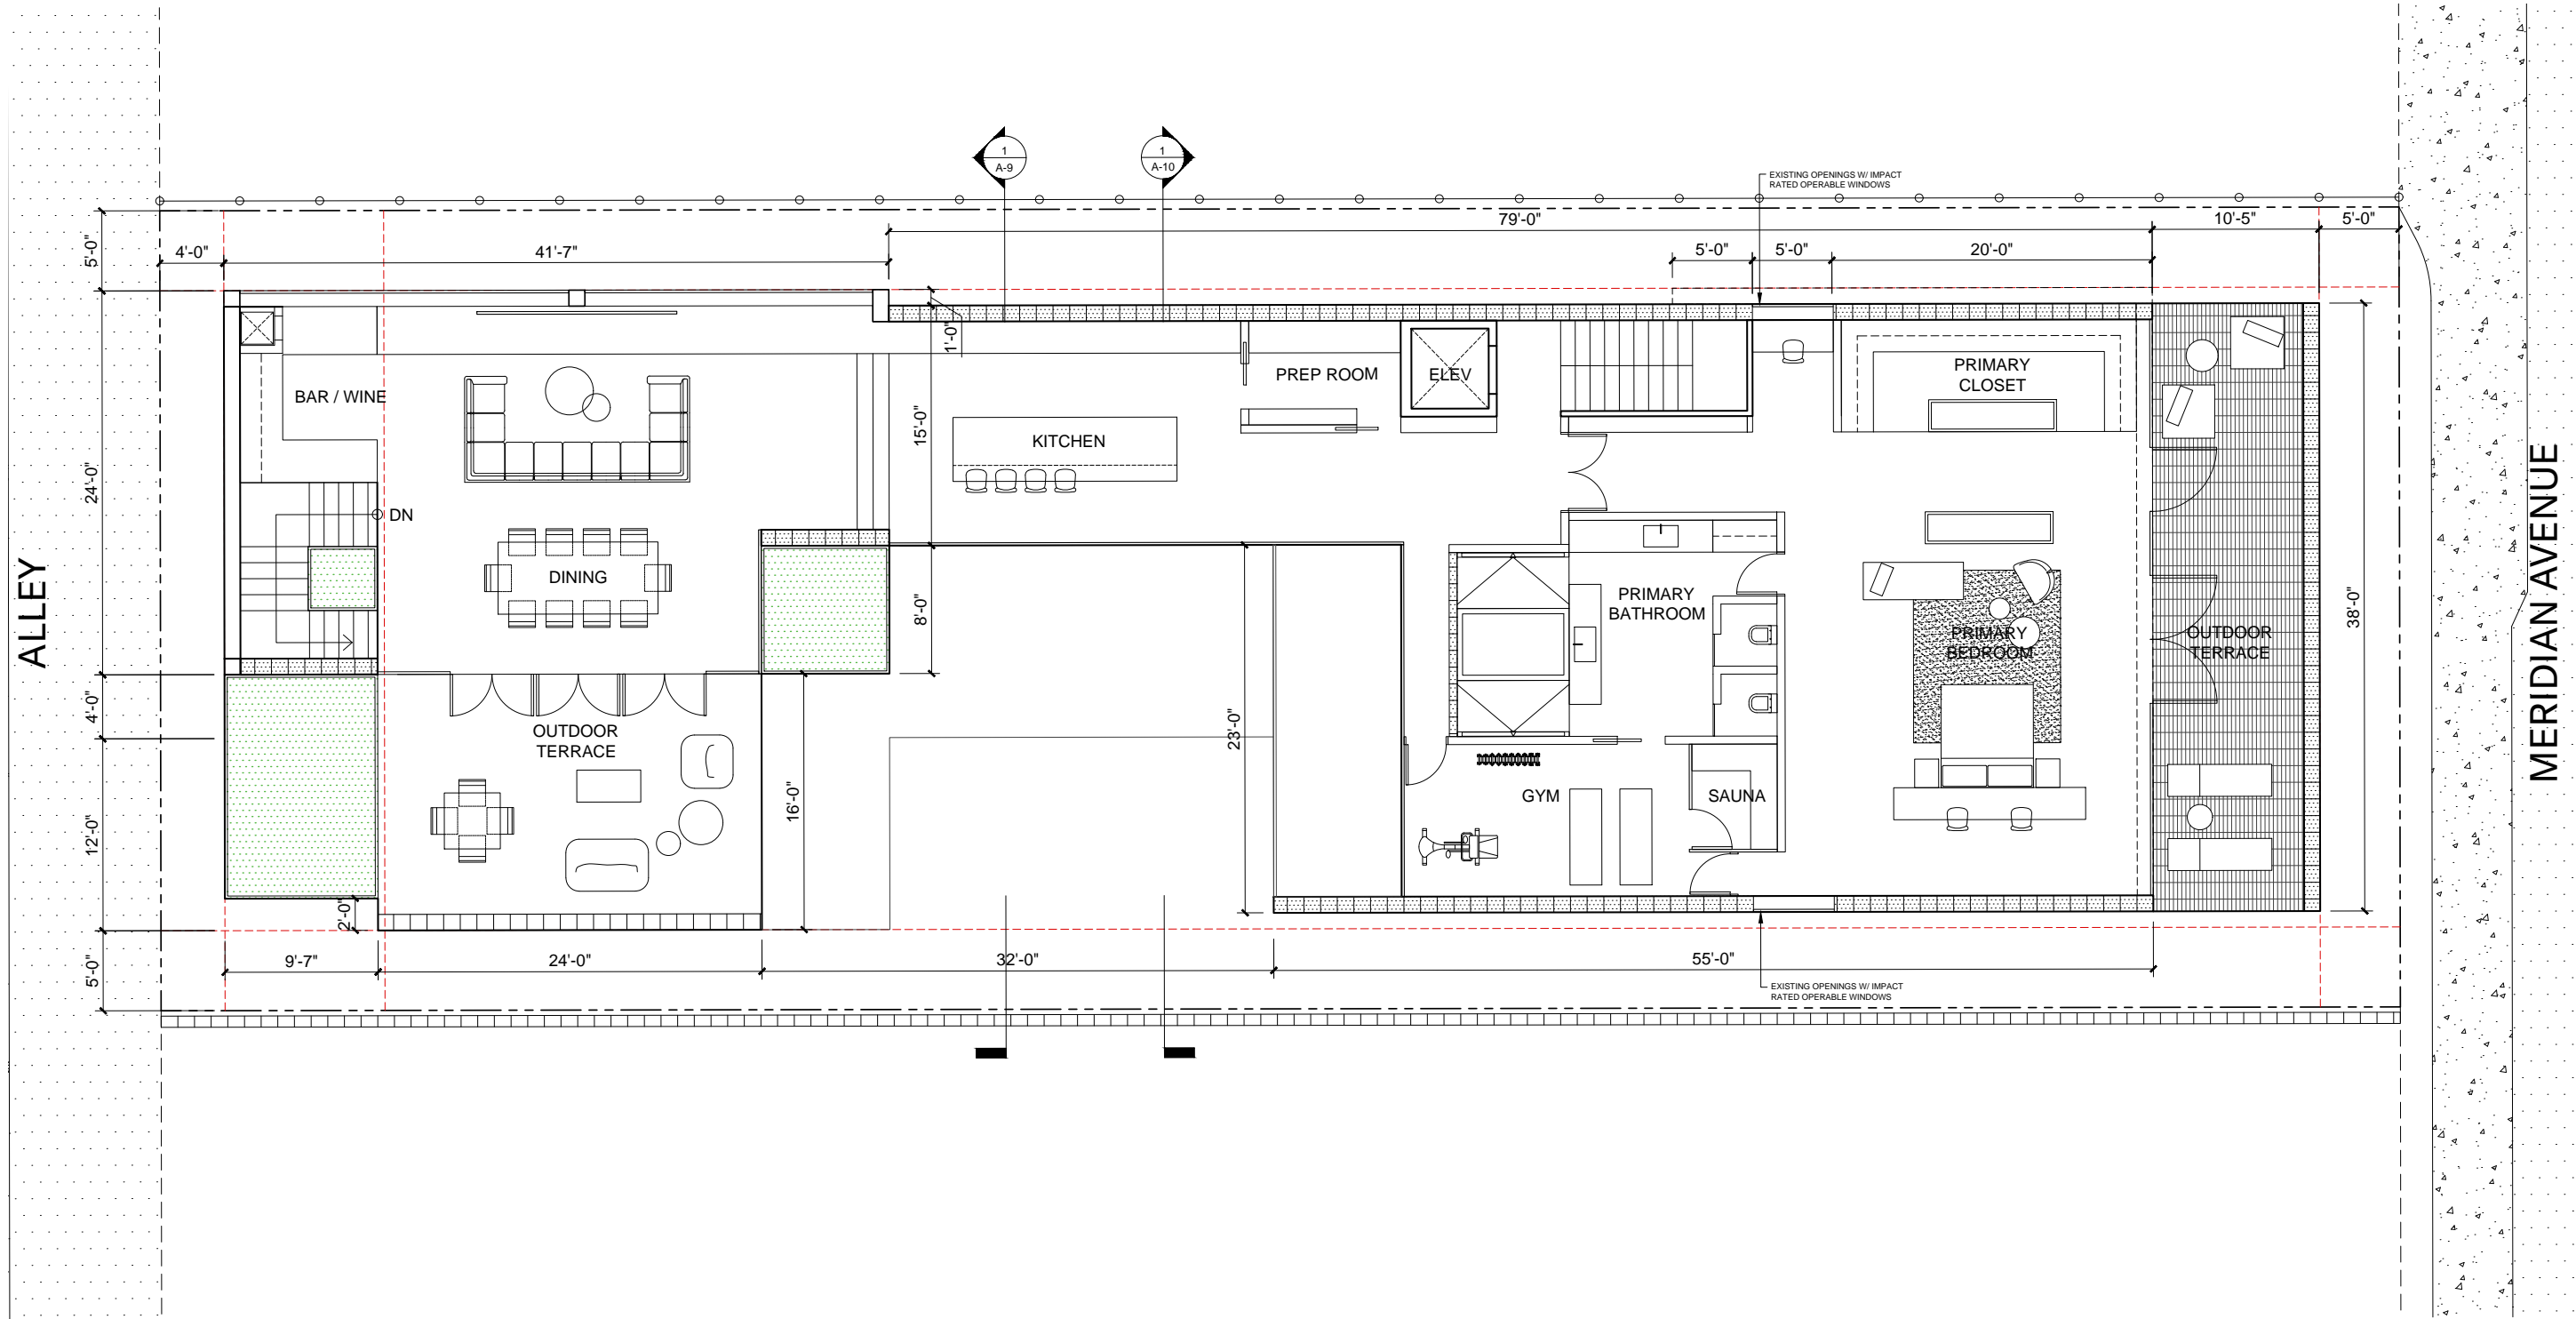 1
A-9
1
A-10
EXISTING OPENINGS W/ IMPACT
RATED OPERABLE WINDOWS
79'-0"
10'-5"
5'-0"
5'-0"
4'-0"
41'-7"
5'-0"
5'-0"
20'-0"
1'-0"
PREP ROOM
ELEV
PRIMARY
CLOSET
BAR / WINE
15'-0"
KITCHEN
24'-0"
DN
DINING
8'-0"
PRIMARY
BATHROOM
PRIMARY
BEDROOM
OUTDOOR
TERRACE
38'-0"
ALLEY
MERIDIAN AVENUE
4'-0"
OUTDOOR
TERRACE
23'-0"
12'-0"
16'-0"
GYM
SAUNA
2'-0"
5'-0"
9'-7"
24'-0"
32'-0"
55'-0"
EXISTING OPENINGS W/ IMPACT
RATED OPERABLE WINDOWS